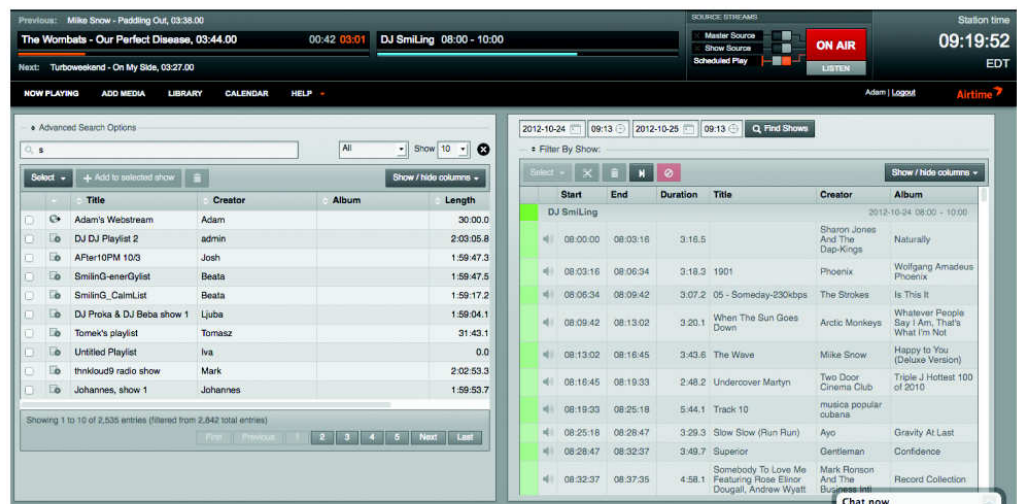 Previous: Miike Snow - Paddling Out, 03:38.00
The Wombats - Our Perfect Disease, 03:44.00 00:42 03:01
Next: Turboweekend - On My Side, 03:27.00
DJ SmiLing 08:00 - 10:00
SOURCE STREAMS
Master Source
Show Source
Scheduled Play
ON AIR
LISTEN
Station time
09:19:52
EDT
NOW PLAYING ADD MEDIA LIBRARY CALENDAR HELP
Adam | Logout
Airtime
Advanced Search Options
s All Show 10
Select + Add to selected show Show / hide columns
Title Creator Album Length
Adam's Webstream Adam 30:00.0
DJ DJ Playlist 2 admin 2:03:05.8
AFter10PM 10/3 Josh 1:59:47.3
SmilinG-enerGylist Beata 1:59:47.5
SmilinG_CalmList Beata 1:59:17.2
DJ Proka & DJ Beba show 1 Ljuba 1:59:04.1
Tomek's playlist Tomasz 31:43.1
Untitled Playlist Iva 0.0
thnkloud9 radio show Mark 2:02:53.3
Johannes, show 1 Johannes 1:59:53.7
Showing 1 to 10 of 2,535 entries (filtered from 2,842 total entries)
First Previous 1 2 3 4 5 Next Last
2012-10-24 09:13 2012-10-25 09:13 Find Shows
Filter By Show:
Select Show / hide columns
Start End Duration Title Creator Album
DJ SmiLing 2012-10-24 08:00 - 10:00
08:00:00 08:03:16 3:16.5 Sharon Jones And The Dap-Kings Naturally
08:03:16 08:06:34 3:18.3 1901 Phoenix Wolfgang Amadeus Phoenix
08:06:34 08:09:42 3:07.2 05 - Someday-230kbps The Strokes Is This It
08:09:42 08:13:02 3:20.1 When The Sun Goes Down Arctic Monkeys Whatever People Say I Am, That's What I'm Not
08:13:02 08:16:45 3:43.6 The Wave Miike Snow Happy to You (Deluxe Version)
08:16:45 08:19:33 2:48.2 Undercover Martyn Two Door Cinema Club Triple J Hottest 100 of 2010
08:19:33 08:25:18 5:44.1 Track 10 musica popular cubana
08:25:18 08:28:47 3:29.3 Slow Slow (Run Run) Ayo Gravity At Last
08:28:47 08:32:37 3:49.7 Superior Gentleman Confidence
08:32:37 08:37:35 4:58.1 Somebody To Love Me Featuring Rose Elinor Dougall, Andrew Wyatt Mark Ronson And The Business Intl Record Collection
Chat now